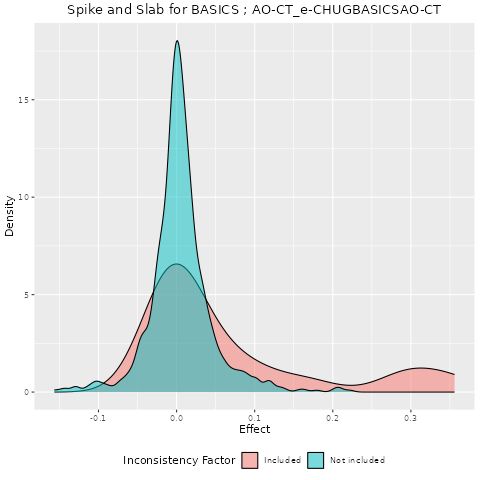 Spike and Slab for BASICS ; AO-CT_e-CHUGBASICSAO-CT
15
10
5
0
Density
-0.1 0.0 0.1 0.2 0.3
Effect
Inconsistency Factor Included Not included